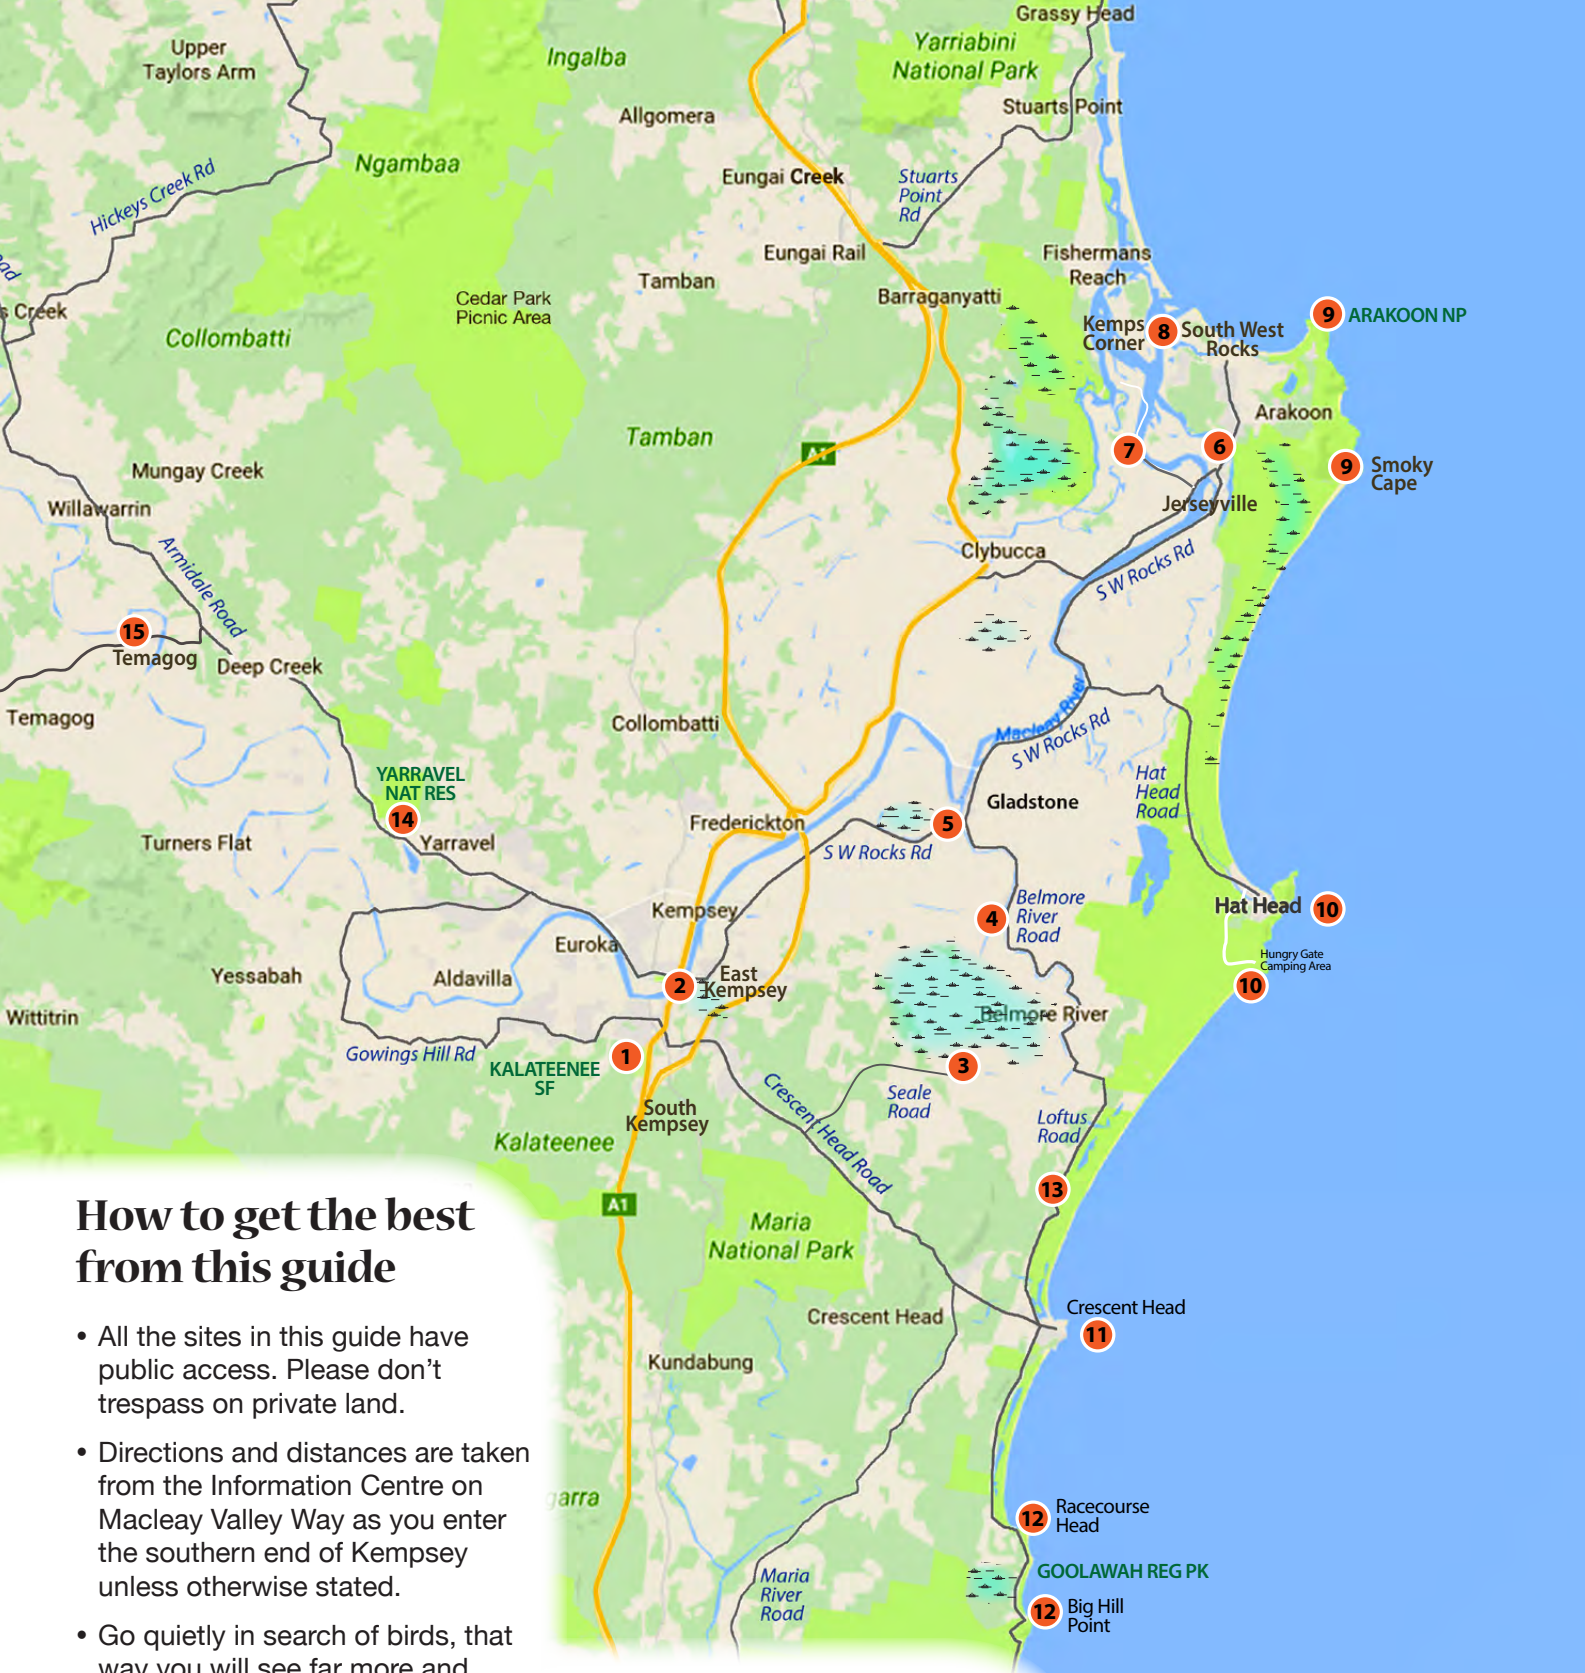 Grassy Head
Upper
Taylors Arm
Ingalba
Yarriabini
National Park
Allgomera
Stuarts Point
Ngambaa
Hickeys Creek Rd
Eungai Creek
Stuarts
Point
Rd
Eungai Rail
Fishermans
Reach
Tamban
Barraganyatti
Cedar Park
Picnic Area
Creek
Collombatti
Kemps
Corner
8
South West
Rocks
9
ARAKOON NP
Arakoon
Tamban
A1
7
6
9
Smoky
Cape
Mungay Creek
Willawarrin
Jerseyville
Armidale Road
Clybucca
S W Rocks Rd
15
Temagog
Deep Creek
Temagog
Collombatti
Macleay River
S W Rocks Rd
YARRAVEL
NAT RES
14
Hat
Head
Road
Gladstone
Turners Flat
Yarravel
Frederickton
5
S W Rocks Rd
Kempsey
4
Belmore
River
Road
Hat Head
10
Euroka
Hungry Gate
Camping Area
10
Yessabah
Aldavilla
2
East
Kempsey
Wittitrin
Belmore River
Gowings Hill Rd
KALATEENEE
SF
1
3
Seale
Road
Crescent Head Road
South
Kempsey
Loftus
Road
Kalateenee
13
A1
Maria
National Park
Crescent Head
11
Crescent Head
Kundabung
garra
12
Racecourse
Head
GOOLAWAH REG PK
Maria
River
Road
12
Big Hill
Point
How to get the best
from this guide
• All the sites in this guide have
public access. Please don’t
trespass on private land.
• Directions and distances are taken
from the Information Centre on
Macleay Valley Way as you enter
the southern end of Kempsey
unless otherwise stated.
• Go quietly in search of birds, that
way you will see far more and